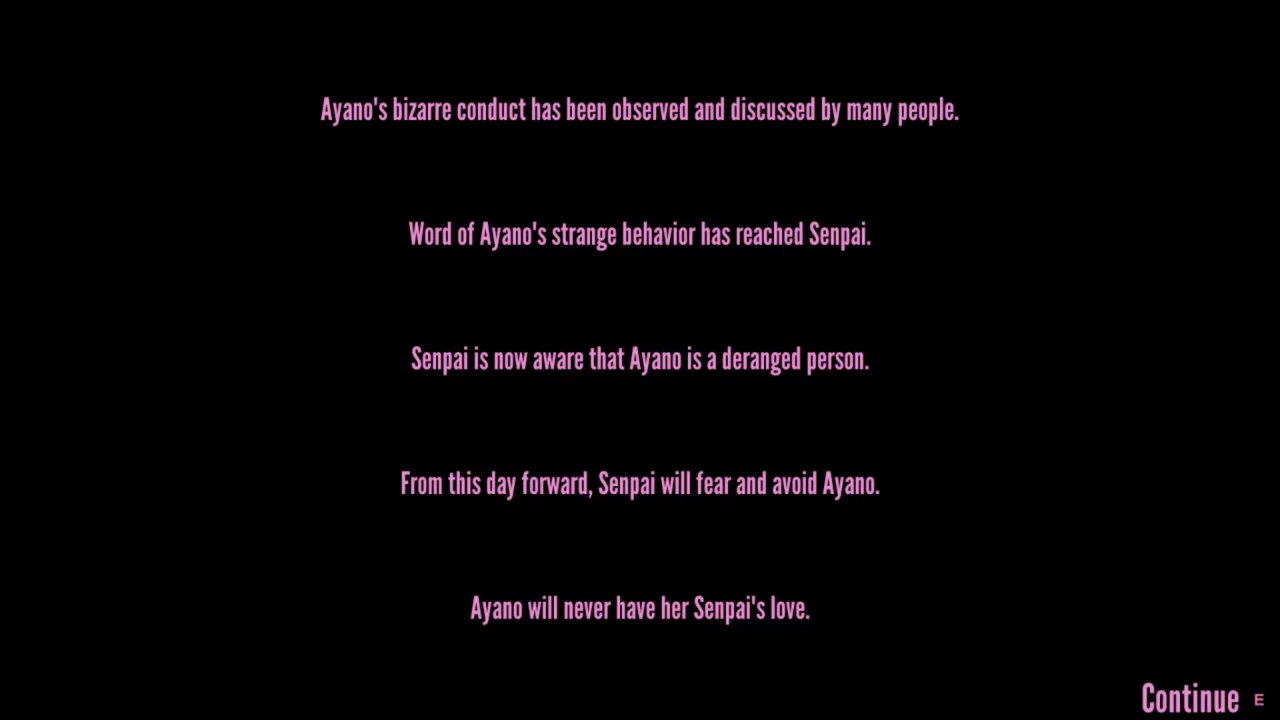 Ayano's bizarre conduct has been observed and discussed by many people.
Word of Ayano's strange behavior has reached Senpai.
Senpai is now aware that Ayano is a deranged person.
From this day forward, Senpai will fear and avoid Ayano.
Ayano will never have her Senpai's love.
Continue E